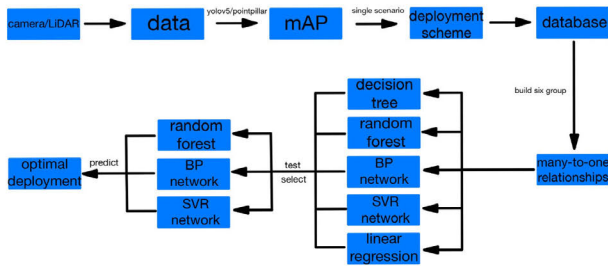 camera/LiDAR
data
yolov5/pointpillar
mAP
single scenario
deployment
scheme
database
build six group
many-to-one
relationships
decision
tree
random
forest
BP
network
SVR
network
linear
regression
test
select
random
forest
BP
network
SVR
network
predict
optimal
deployment